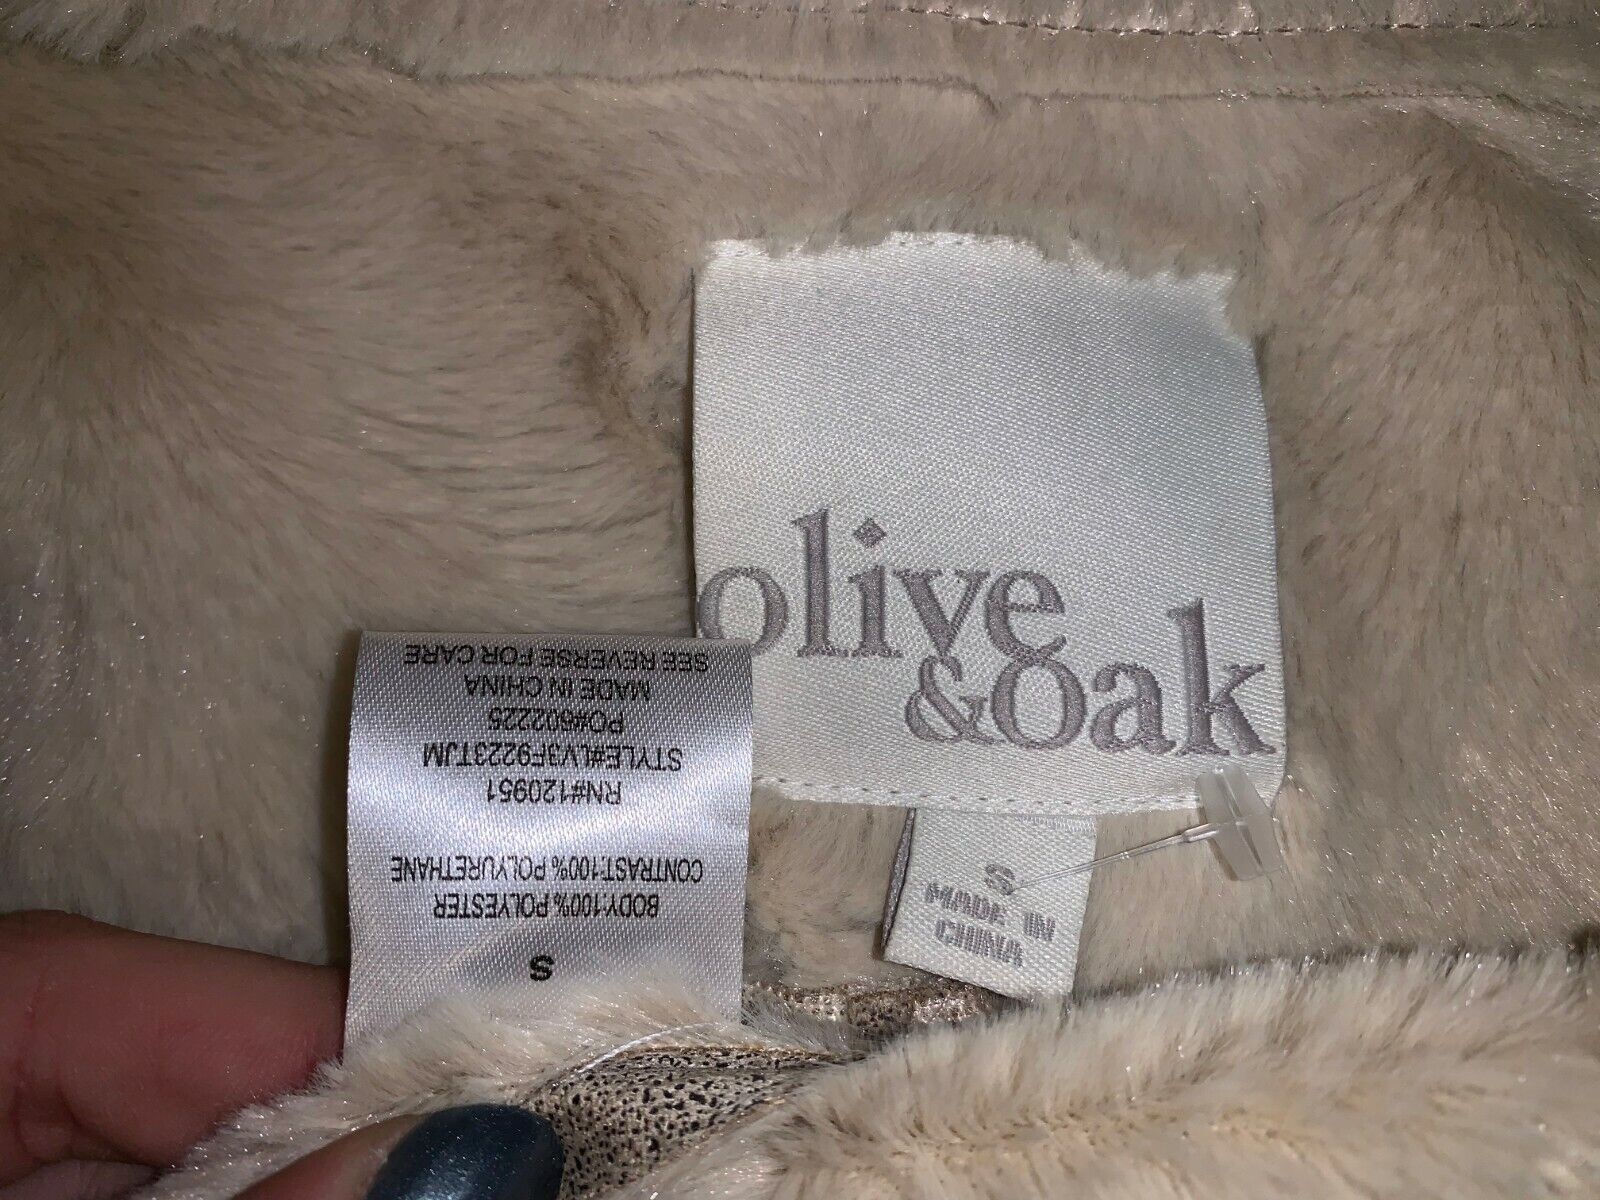 olive
&oak
S
MADE IN
CHINA
S
BODY:100% POLYESTER
CONTRAST:100% POLYURETHANE
RN#120951
STYLE#LV3F9223TJM
PO#602225
MADE IN CHINA
SEE REVERSE FOR CARE